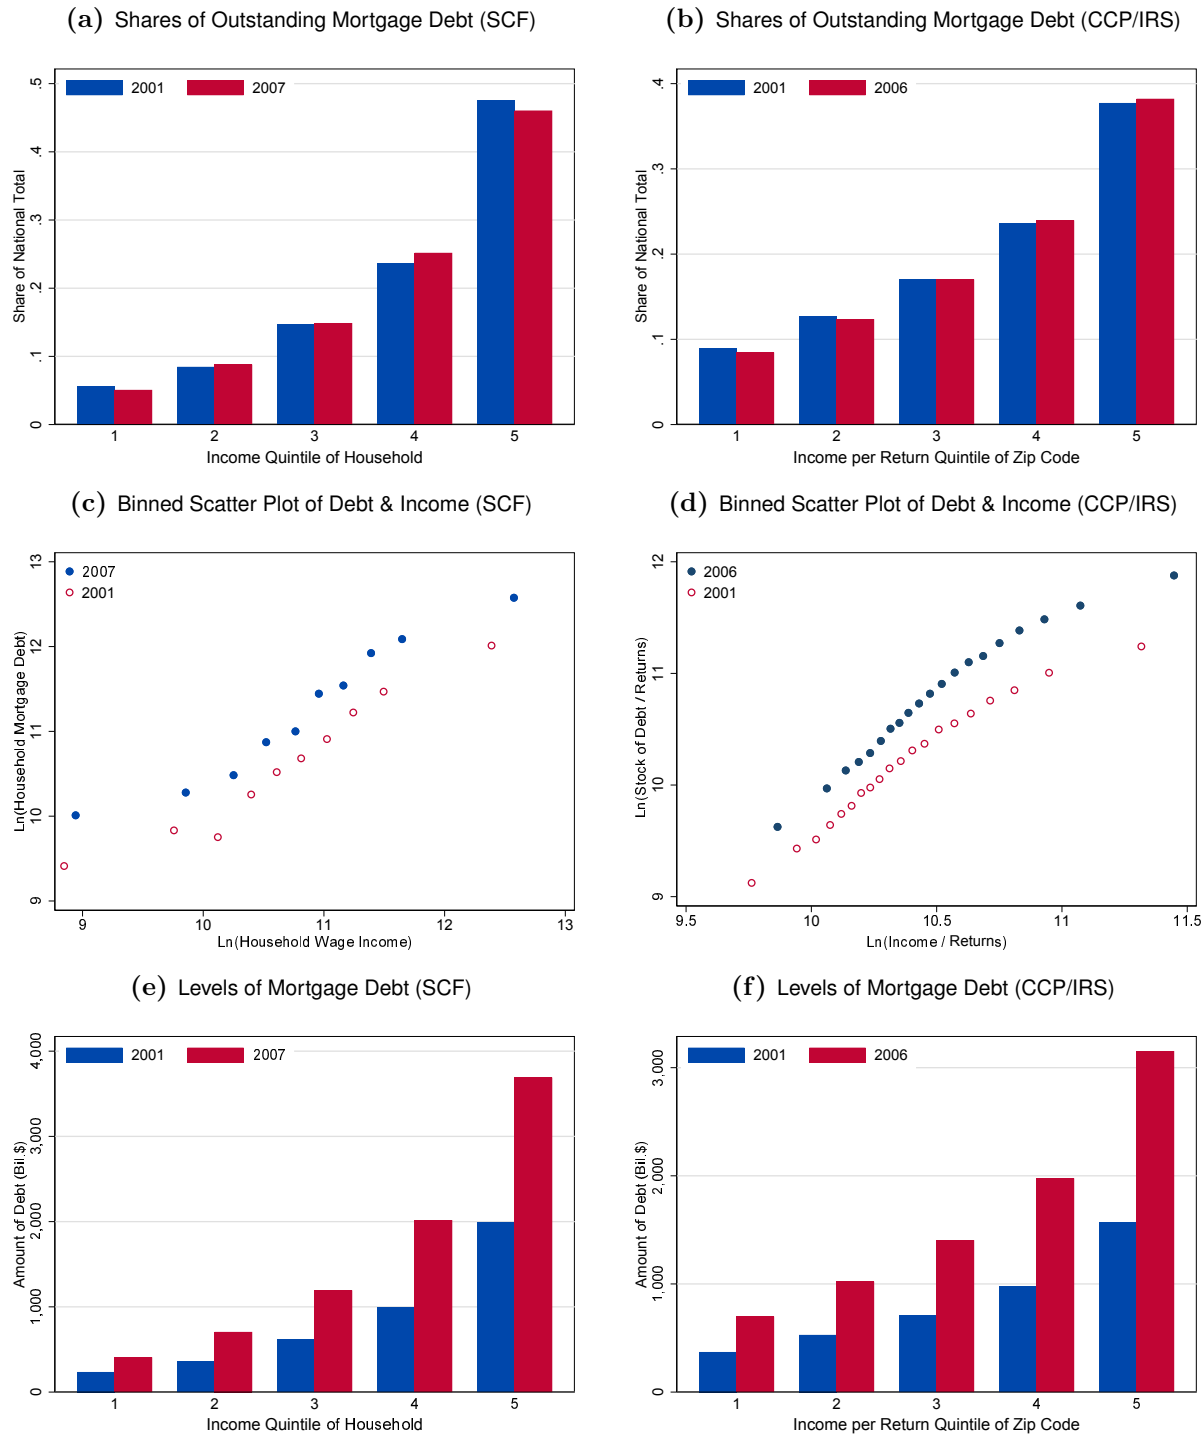 (a) Shares of Outstanding Mortgage Debt (SCF)
2001 2007
Share of National Total
.5
.4
.3
.2
.1
0
1 2 3 4 5
Income Quintile of Household
(b) Shares of Outstanding Mortgage Debt (CCP/IRS)
2001 2006
Share of National Total
.4
.3
.2
.1
0
1 2 3 4 5
Income per Return Quintile of Zip Code
(c) Binned Scatter Plot of Debt & Income (SCF)
2007
2001
Ln(Household Mortgage Debt)
13
12
11
10
9
9 10 11 12 13
Ln(Household Wage Income)
(d) Binned Scatter Plot of Debt & Income (CCP/IRS)
2006
2001
Ln(Stock of Debt / Returns)
12
11
10
9
9.5 10 10.5 11 11.5
Ln(Income / Returns)
(e) Levels of Mortgage Debt (SCF)
2001 2007
Amount of Debt (Bil.$)
4,000
3,000
2,000
1,000
0
1 2 3 4 5
Income Quintile of Household
(f) Levels of Mortgage Debt (CCP/IRS)
2001 2006
Amount of Debt (Bil.$)
3,000
2,000
1,000
0
1 2 3 4 5
Income per Return Quintile of Zip Code